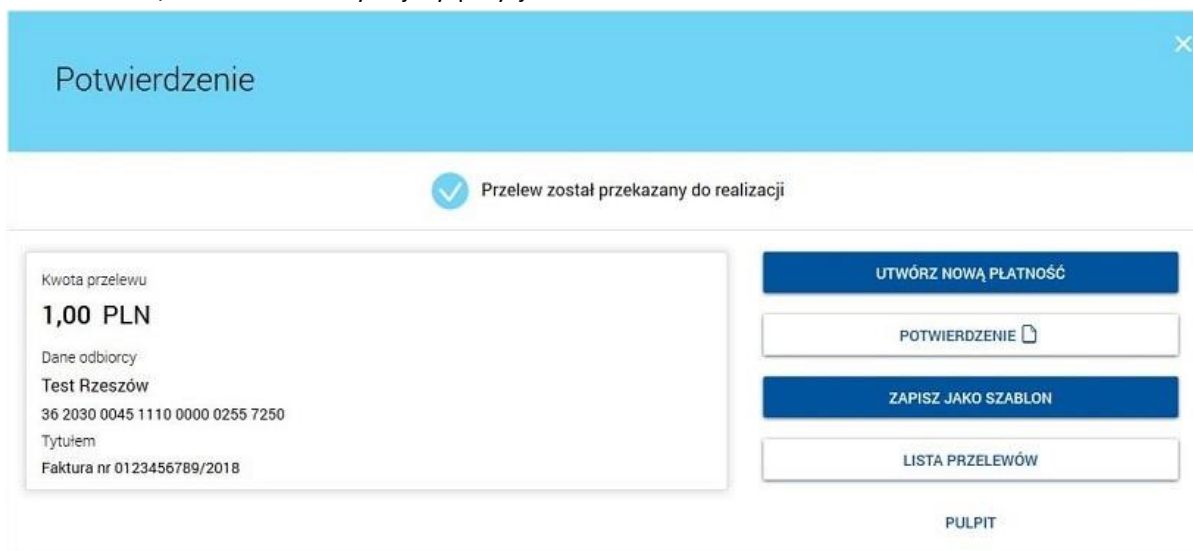 Potwierdzenie
Przelew został przekazany do realizacji
Kwota przelewu
1,00 PLN
Dane odbiorcy
Test Rzeszów
36 2030 0045 1110 0000 0255 7250
Tytułem
Faktura nr 0123456789/2018
UTWÓRZ NOWĄ PŁATNOŚĆ
POTWIERDZENIE
ZAPISZ JAKO SZABLON
LISTA PRZELEWÓW
PULPIT